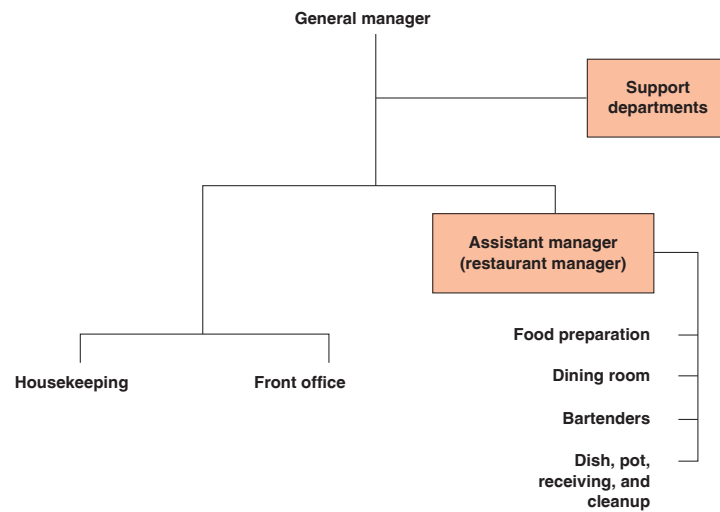 General manager
Support
departments
Assistant manager
(restaurant manager)
Food preparation
Housekeeping
Front office
Dining room
Bartenders
Dish, pot,
receiving, and
cleanup